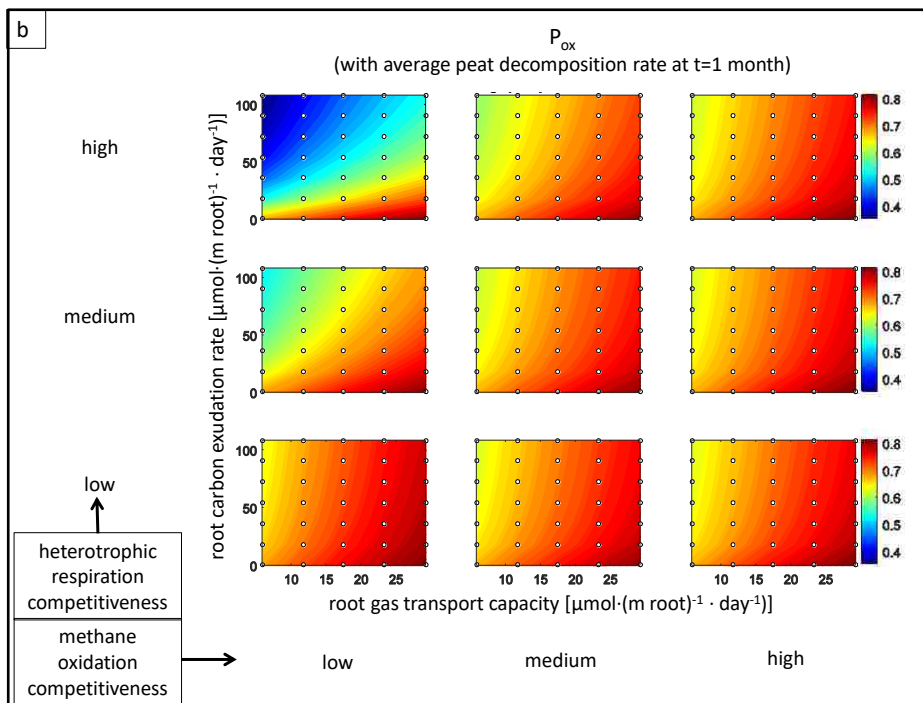 b
P_ox
(with average peat decomposition rate at t=1 month)
high
medium
low
root carbon exudation rate [μmol·(m root)⁻¹ · day⁻¹)]
100
50
0
100
50
0
100
50
0
0.8
0.7
0.6
0.5
0.4
0.8
0.7
0.6
0.5
0.4
0.8
0.7
0.6
0.5
0.4
10 15 20 25
10 15 20 25
10 15 20 25
root gas transport capacity [μmol·(m root)⁻¹ · day⁻¹)]
heterotrophic
respiration
competitiveness
methane
oxidation
competitiveness
low
medium
high